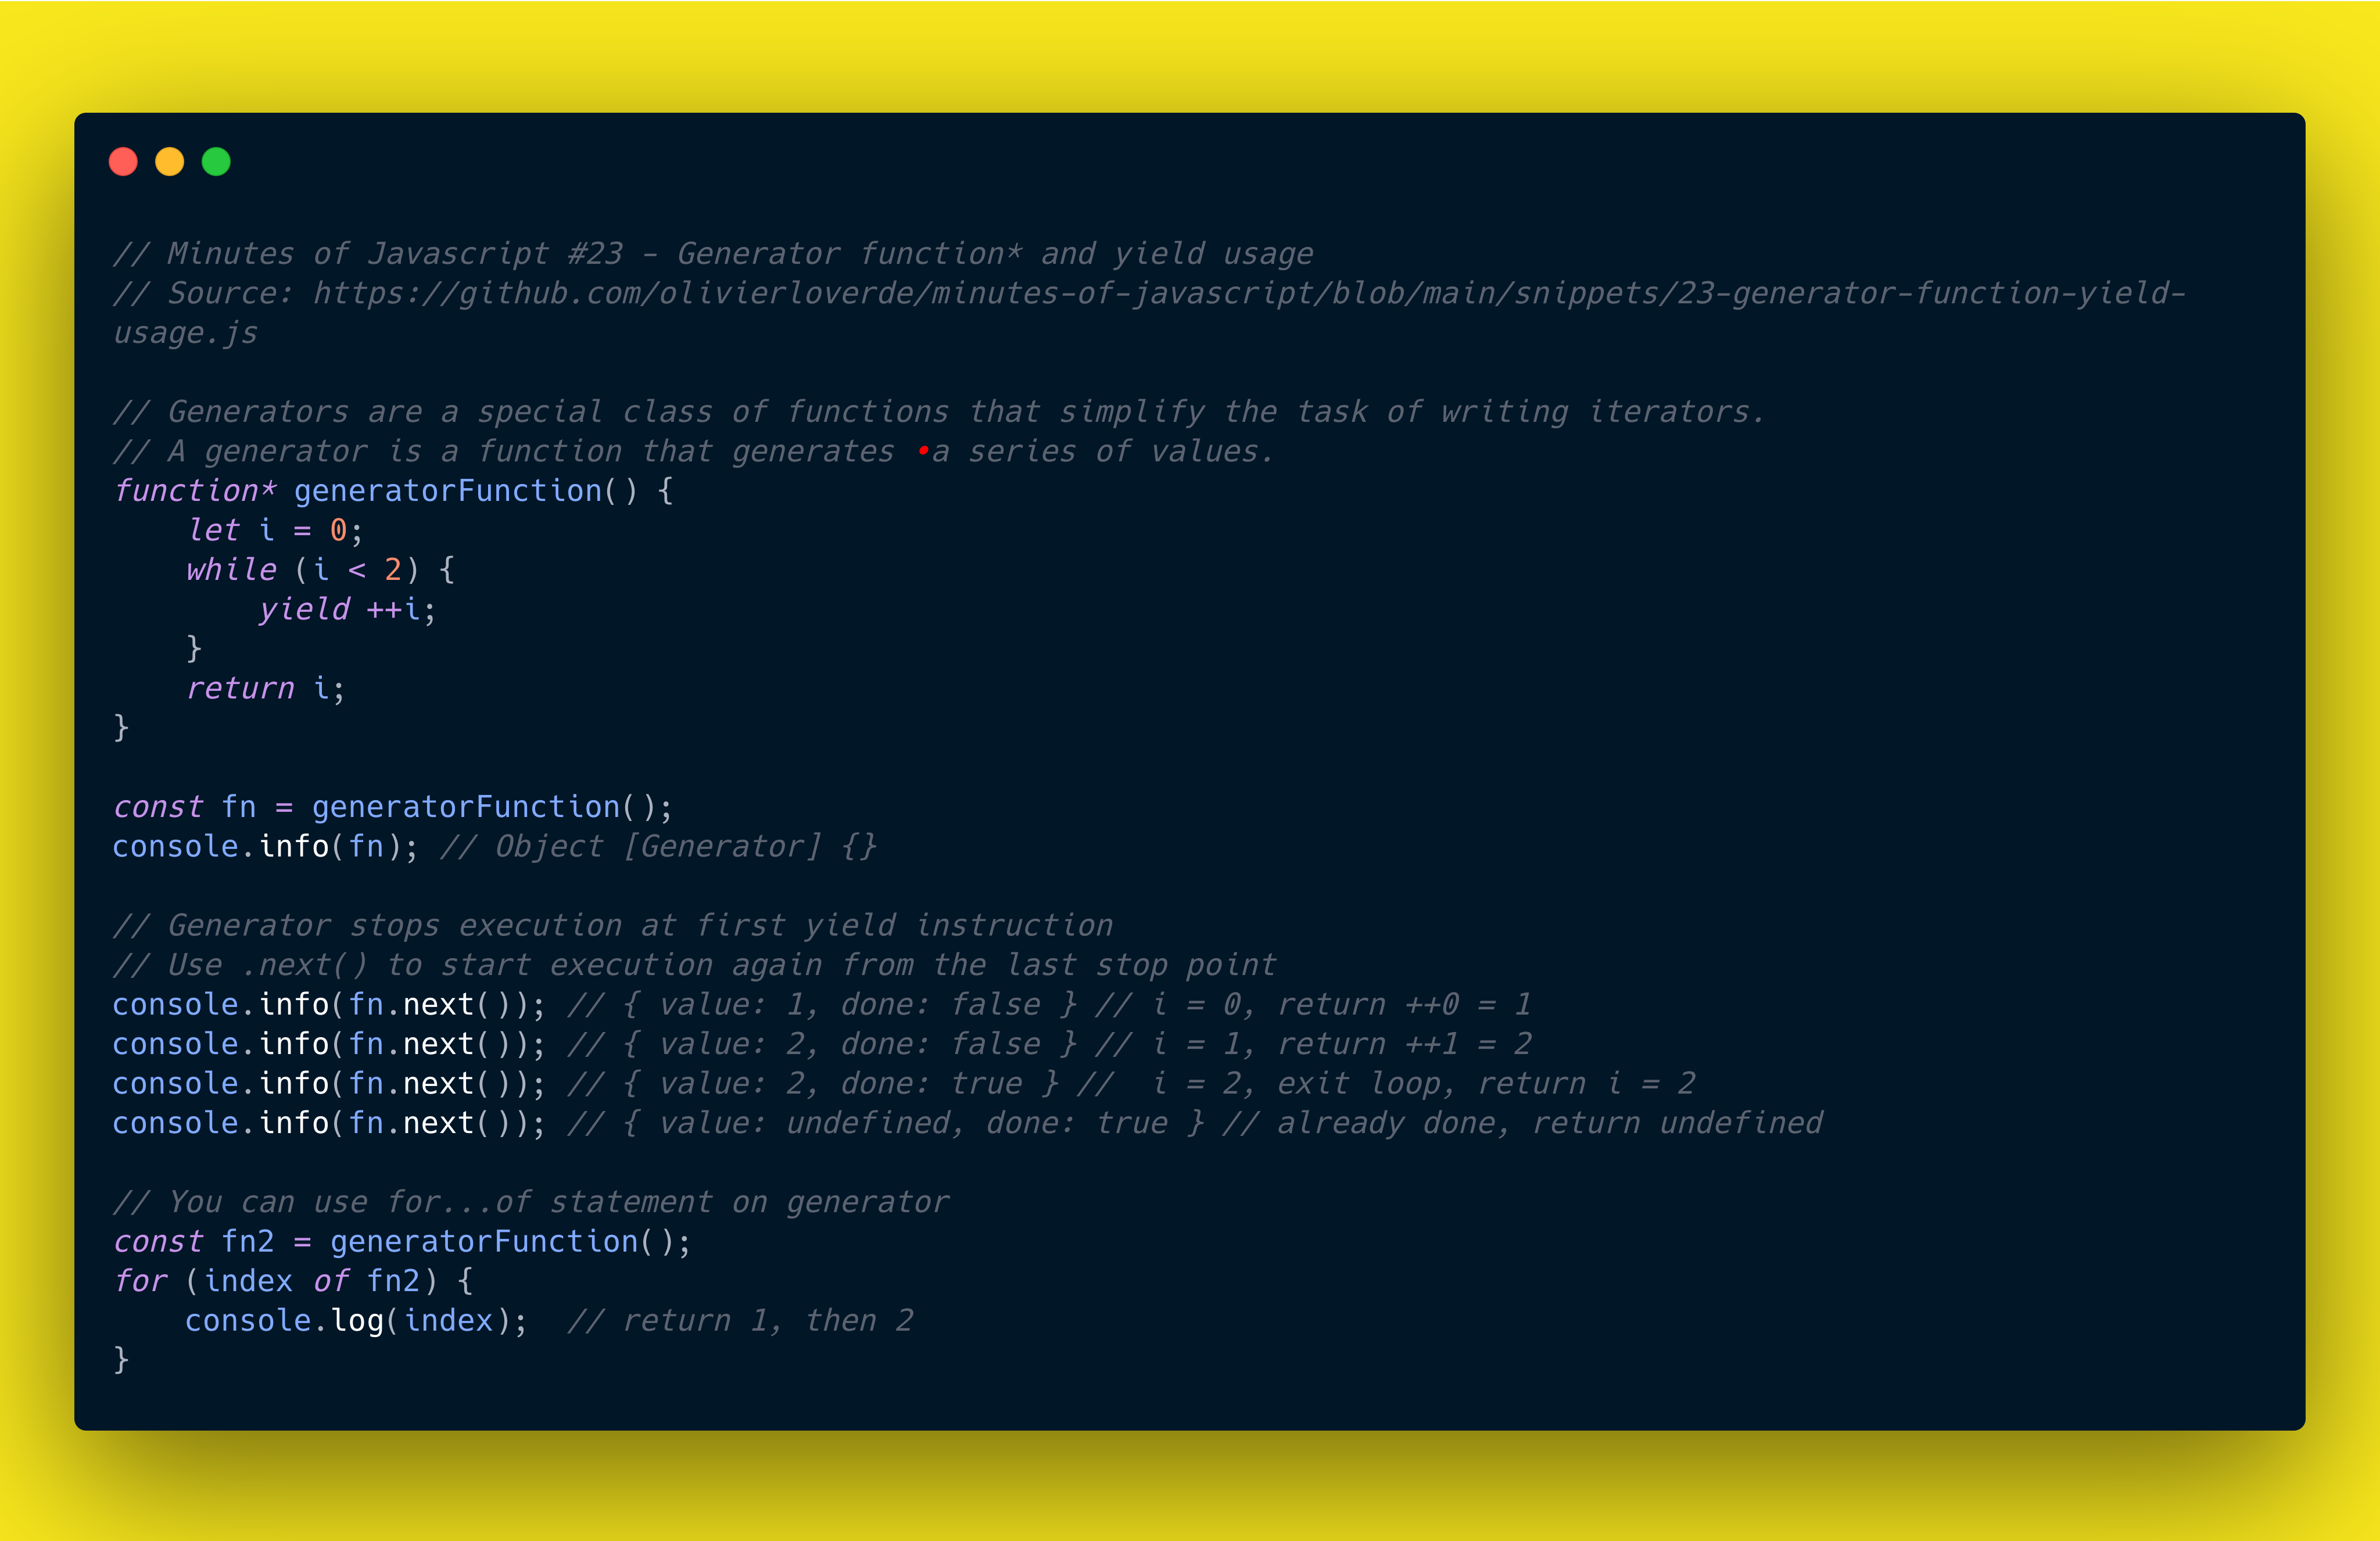 // Minutes of Javascript #23 - Generator function* and yield usage
// Source: https://github.com/olivierloverde/minutes-of-javascript/blob/main/snippets/23-generator-function-yield-
usage.js

// Generators are a special class of functions that simplify the task of writing iterators.
// A generator is a function that generates •a series of values.
function* generatorFunction() {
    let i = 0;
    while (i < 2) {
        yield ++i;
    }
    return i;
}

const fn = generatorFunction();
console.info(fn); // Object [Generator] {}

// Generator stops execution at first yield instruction
// Use .next() to start execution again from the last stop point
console.info(fn.next()); // { value: 1, done: false } // i = 0, return ++0 = 1
console.info(fn.next()); // { value: 2, done: false } // i = 1, return ++1 = 2
console.info(fn.next()); // { value: 2, done: true } //  i = 2, exit loop, return i = 2
console.info(fn.next()); // { value: undefined, done: true } // already done, return undefined

// You can use for...of statement on generator
const fn2 = generatorFunction();
for (index of fn2) {
    console.log(index);  // return 1, then 2
}